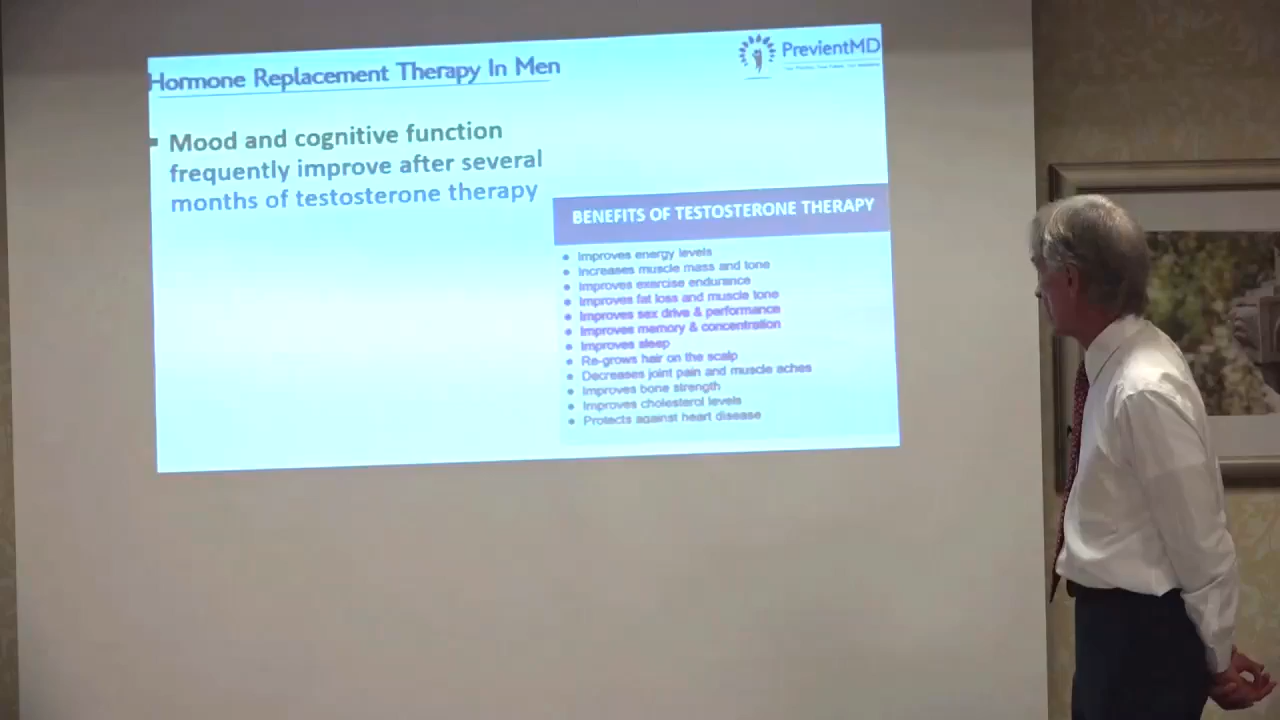 Hormone Replacement Therapy In Men
PrevientMD
Mood and cognitive function
frequently improve after several
months of testosterone therapy
BENEFITS OF TESTOSTERONE THERAPY
Improves energy levels
Increases muscle mass and tone
Improves exercise endurance
Improves fat loss and muscle tone
Improves sex drive & performance
Improves memory & concentration
Improves sleep
Re-grows hair on the scalp
Decreases joint pain and muscle aches
Improves bone strength
Improves cholesterol levels
Protects against heart disease